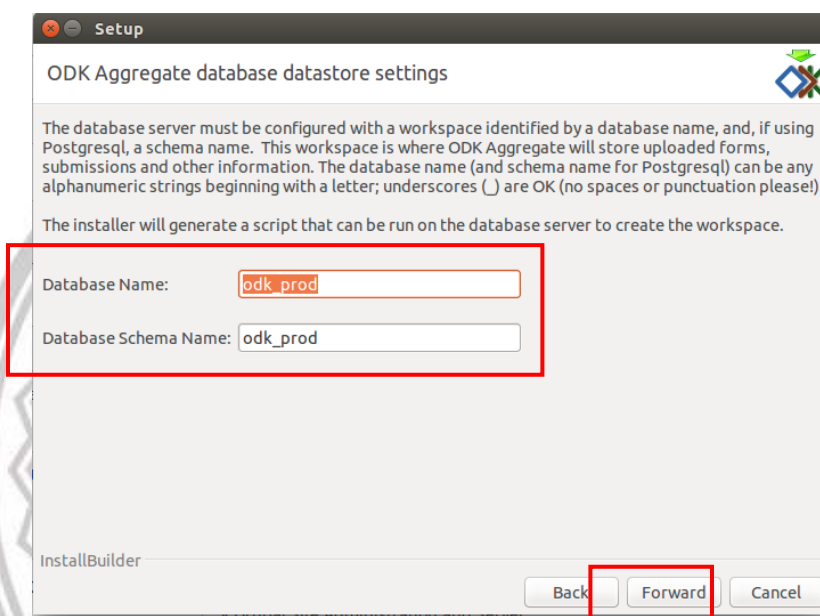 Setup
ODK Aggregate database datastore settings
The database server must be configured with a workspace identified by a database name, and, if using
Postgresql, a schema name.  This workspace is where ODK Aggregate will store uploaded forms,
submissions and other information. The database name (and schema name for Postgresql) can be any
alphanumeric strings beginning with a letter; underscores (_) are OK (no spaces or punctuation please!)
The installer will generate a script that can be run on the database server to create the workspace.
Database Name: odk_prod
Database Schema Name: odk_prod
InstallBuilder
Back Forward Cancel